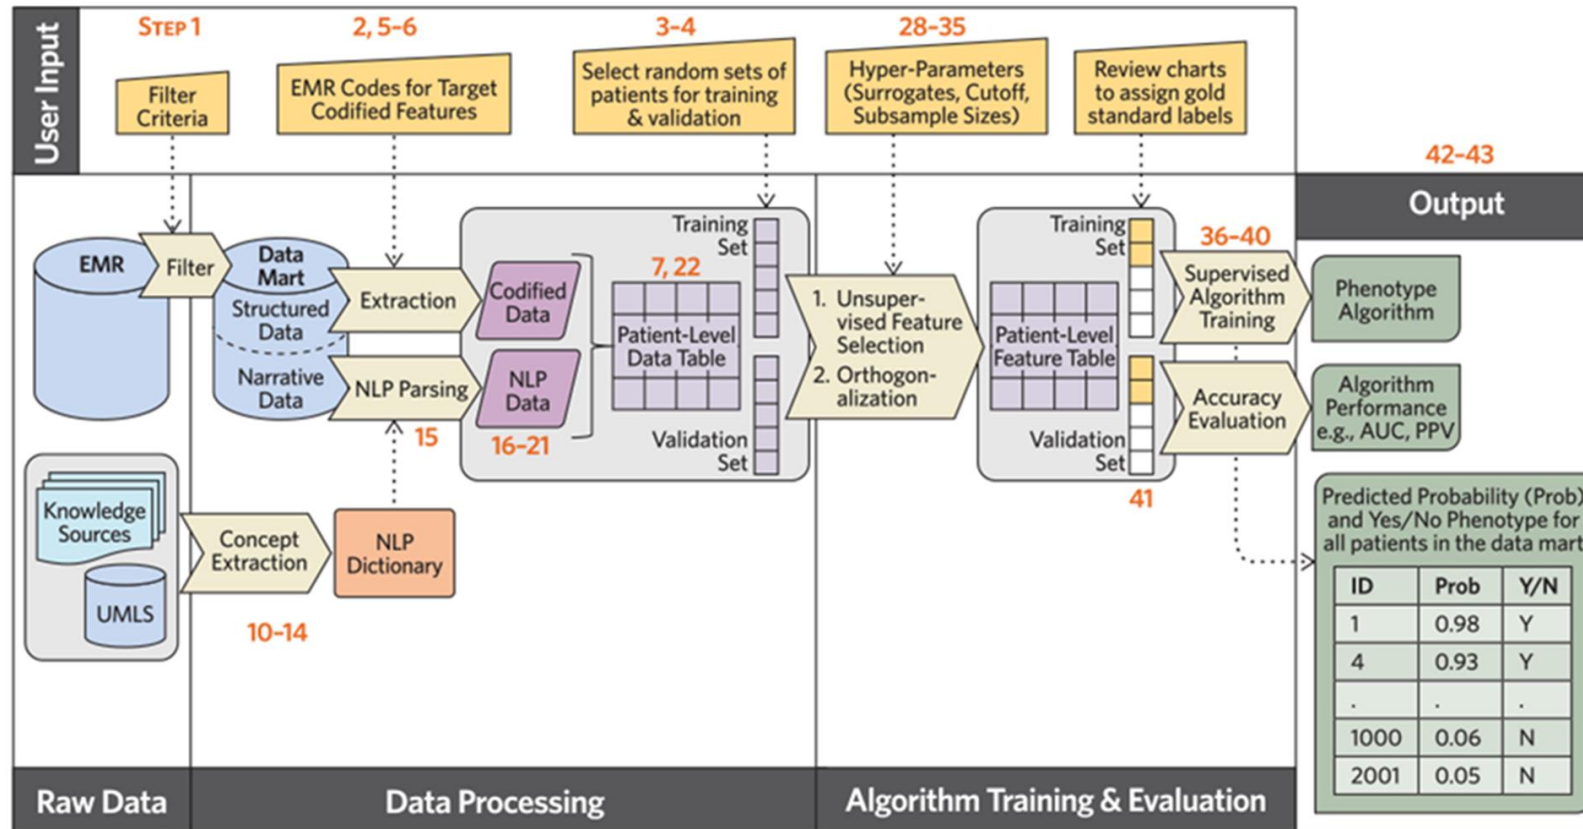 User Input
STEP 1
Filter
Criteria
2, 5–6
EMR Codes for Target
Codified Features
3–4
Select random sets of
patients for training
& validation
28–35
Hyper-Parameters
(Surrogates, Cutoff,
Subsample Sizes)
Review charts
to assign gold
standard labels
42–43
Output
EMR
Filter
Data
Mart
Structured
Data
Narrative
Data
Extraction
NLP Parsing
15
Codified
Data
NLP
Data
16–21
Training
Set
7, 22
Patient-Level
Data Table
Validation
Set
1. Unsuper-
vised Feature
Selection
2. Orthogon-
alization
Training
Set
Patient-Level
Feature Table
Validation
Set
41
36–40
Supervised
Algorithm
Training
Accuracy
Evaluation
Phenotype
Algorithm
Algorithm
Performance
e.g., AUC, PPV
Knowledge
Sources
UMLS
Concept
Extraction
10–14
NLP
Dictionary
Predicted Probability (Prob)
and Yes/No Phenotype for
all patients in the data mart
ID Prob Y/N
1 0.98 Y
4 0.93 Y
. . .
1000 0.06 N
2001 0.05 N
Raw Data
Data Processing
Algorithm Training & Evaluation